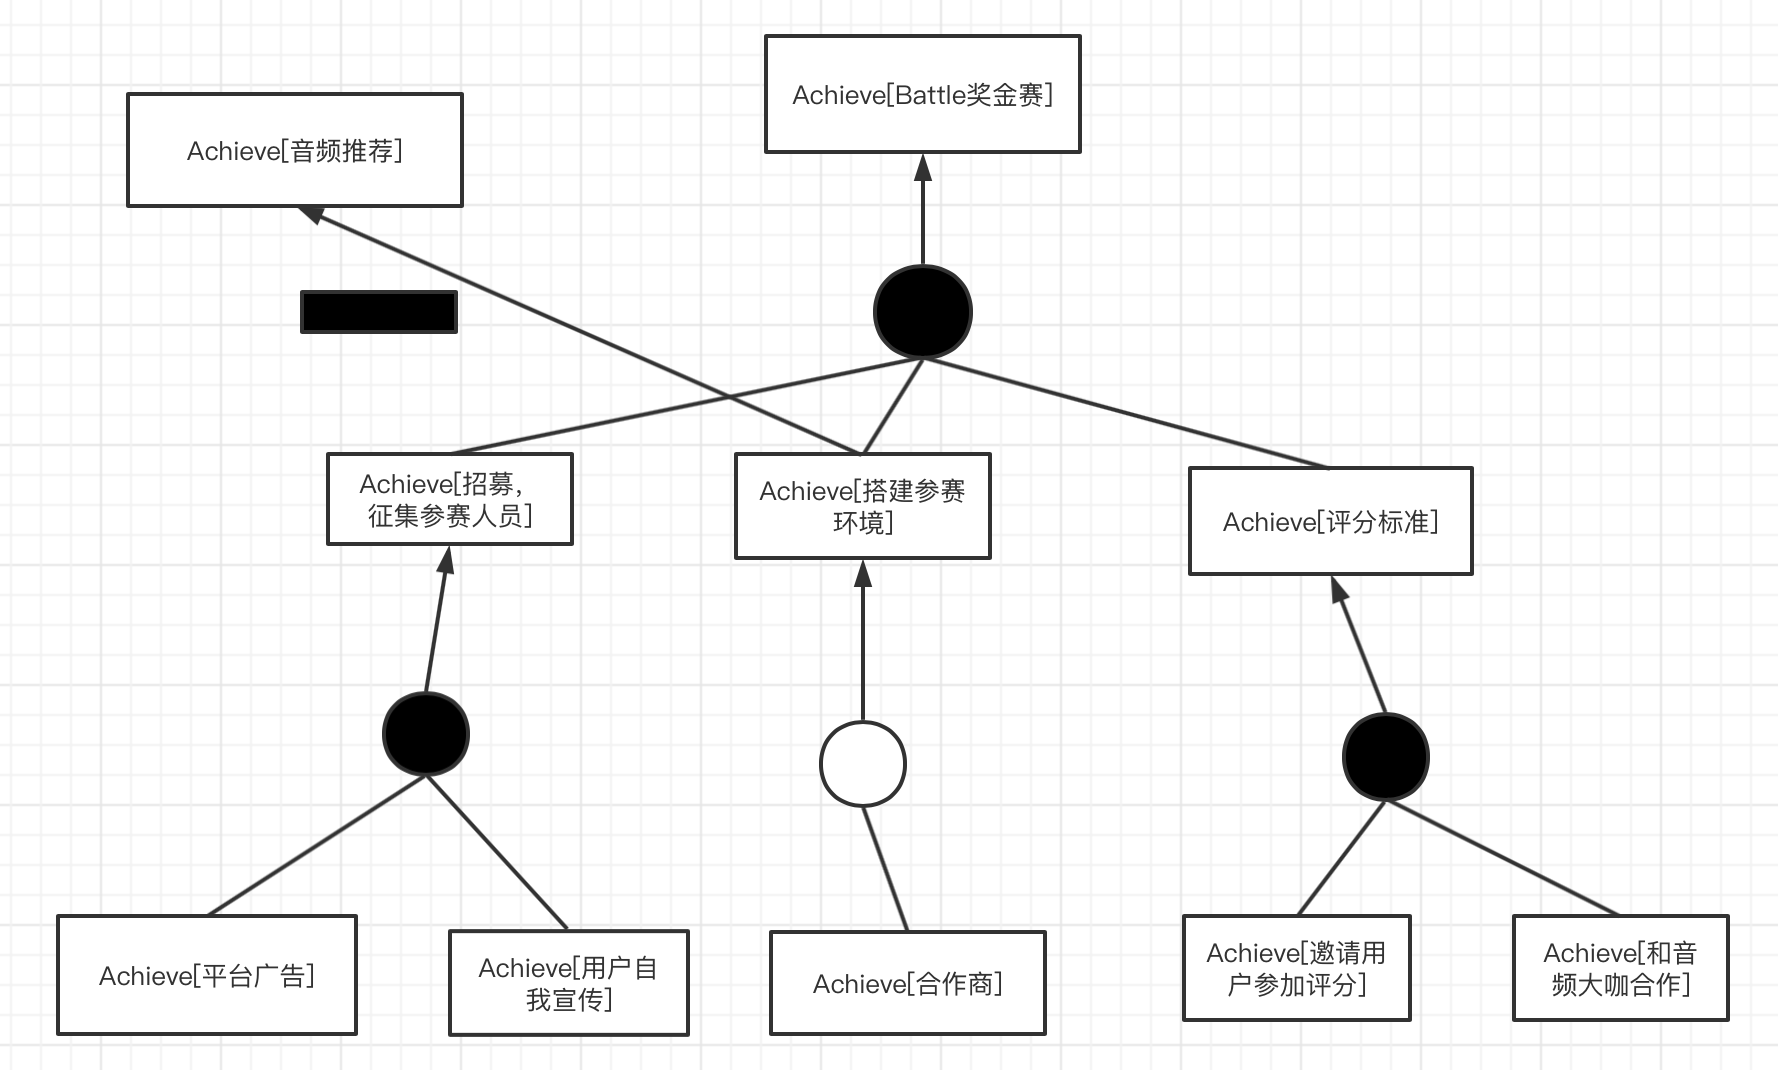 Achieve[Battle奖金赛]
Achieve[音频推荐]
Achieve[招募，
征集参赛人员]
Achieve[搭建参赛
环境]
Achieve[评分标准]
Achieve[平台广告]
Achieve[用户自
我宣传]
Achieve[合作商]
Achieve[邀请用
户参加评分]
Achieve[和音
频大咖合作]